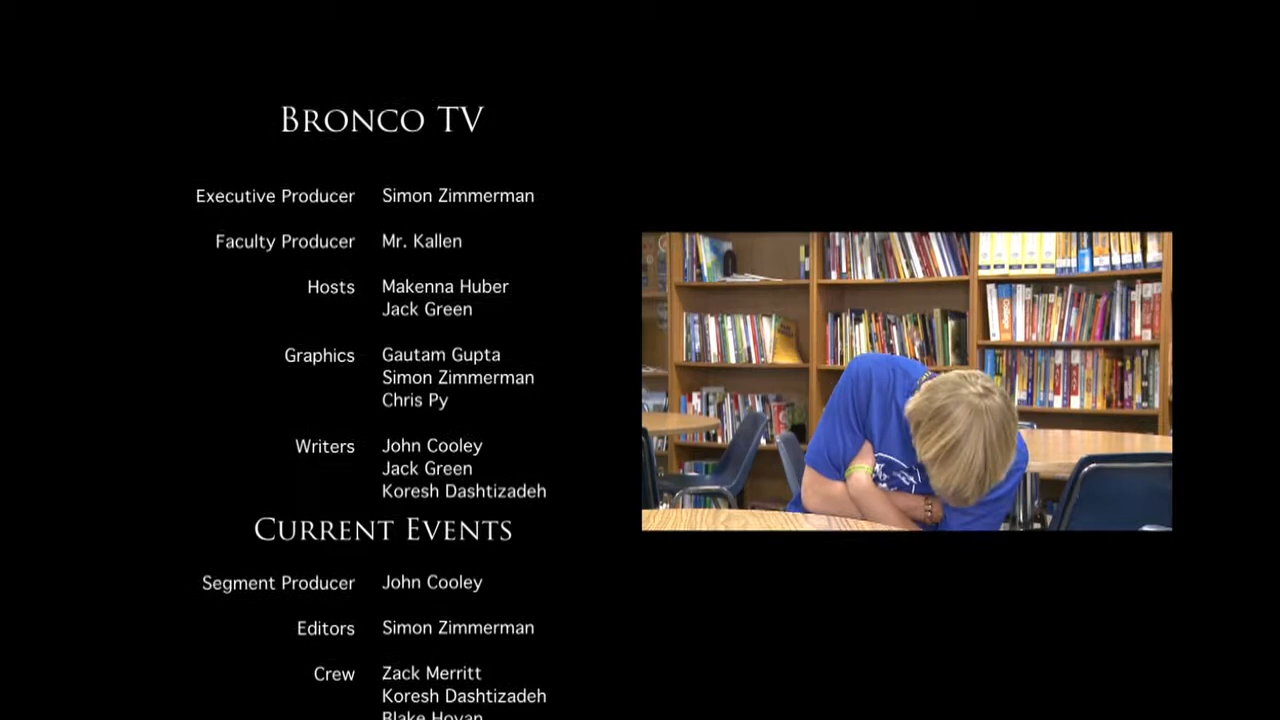 Bronco TV
Executive Producer Simon Zimmerman
Faculty Producer Mr. Kallen
Hosts Makenna Huber
Jack Green
Graphics Gautam Gupta
Simon Zimmerman
Chris Py
Writers John Cooley
Jack Green
Koresh Dashtizadeh
Current Events
Segment Producer John Cooley
Editors Simon Zimmerman
Crew Zack Merritt
Koresh Dashtizadeh
Blake